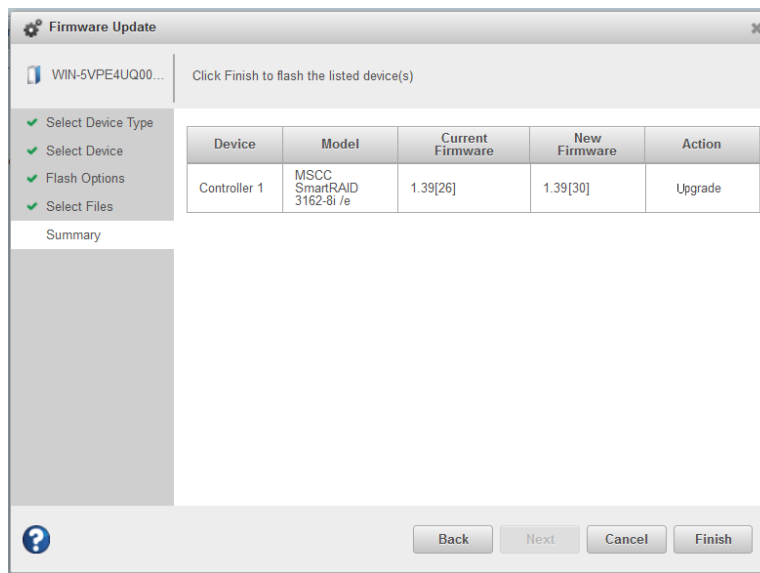 Firmware Update
WIN-5VPE4UQ00...
Click Finish to flash the listed device(s)
Select Device Type
Select Device
Flash Options
Select Files
Summary
Device Model Current Firmware New Firmware Action
Controller 1 MSCC SmartRAID 3162-8i /e 1.39[26] 1.39[30] Upgrade
? Back Next Cancel Finish